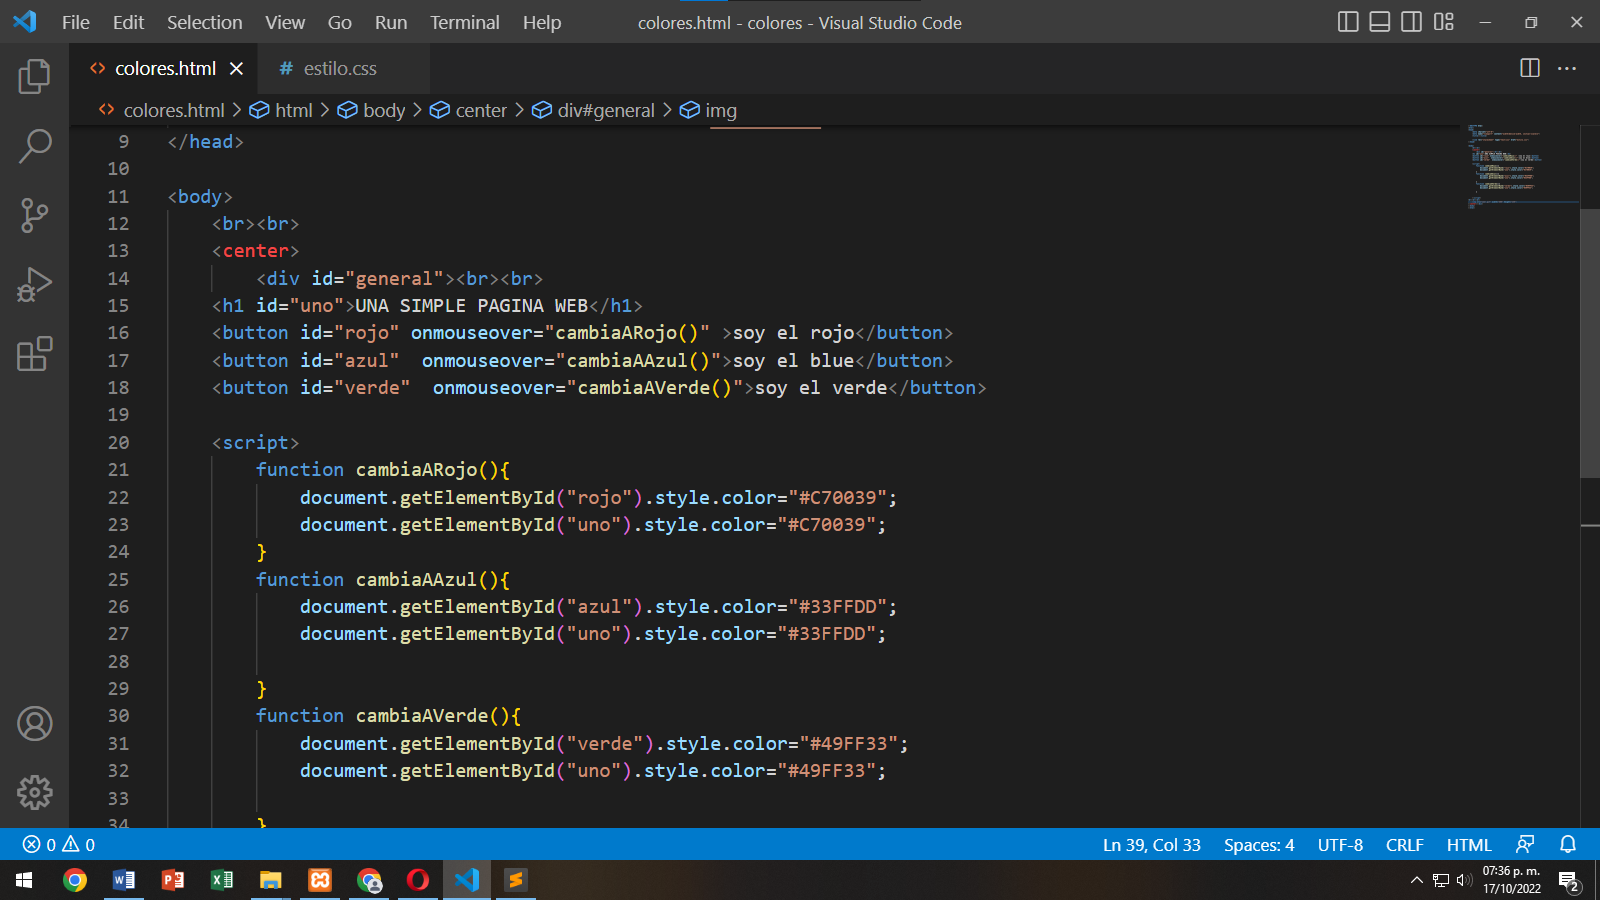 File Edit Selection View Go Run Terminal Help colores.html - colores - Visual Studio Code
colores.html # estilo.css
colores.html > html > body > center > div#general > img
9 </head>
10
11 <body>
12 <br><br>
13 <center>
14 <div id="general"><br><br>
15 <h1 id="uno">UNA SIMPLE PAGINA WEB</h1>
16 <button id="rojo" onmouseover="cambiaARojo()" >soy el rojo</button>
17 <button id="azul"  onmouseover="cambiaAAzul()">soy el blue</button>
18 <button id="verde"  onmouseover="cambiaAVerde()">soy el verde</button>
19
20 <script>
21 function cambiaARojo(){
22 document.getElementById("rojo").style.color="#C70039";
23 document.getElementById("uno").style.color="#C70039";
24 }
25 function cambiaAAzul(){
26 document.getElementById("azul").style.color="#33FFDD";
27 document.getElementById("uno").style.color="#33FFDD";
28
29 }
30 function cambiaAVerde(){
31 document.getElementById("verde").style.color="#49FF33";
32 document.getElementById("uno").style.color="#49FF33";
33
34 }
0 0 Ln 39, Col 33 Spaces: 4 UTF-8 CRLF HTML
07:36 p. m.
17/10/2022
2